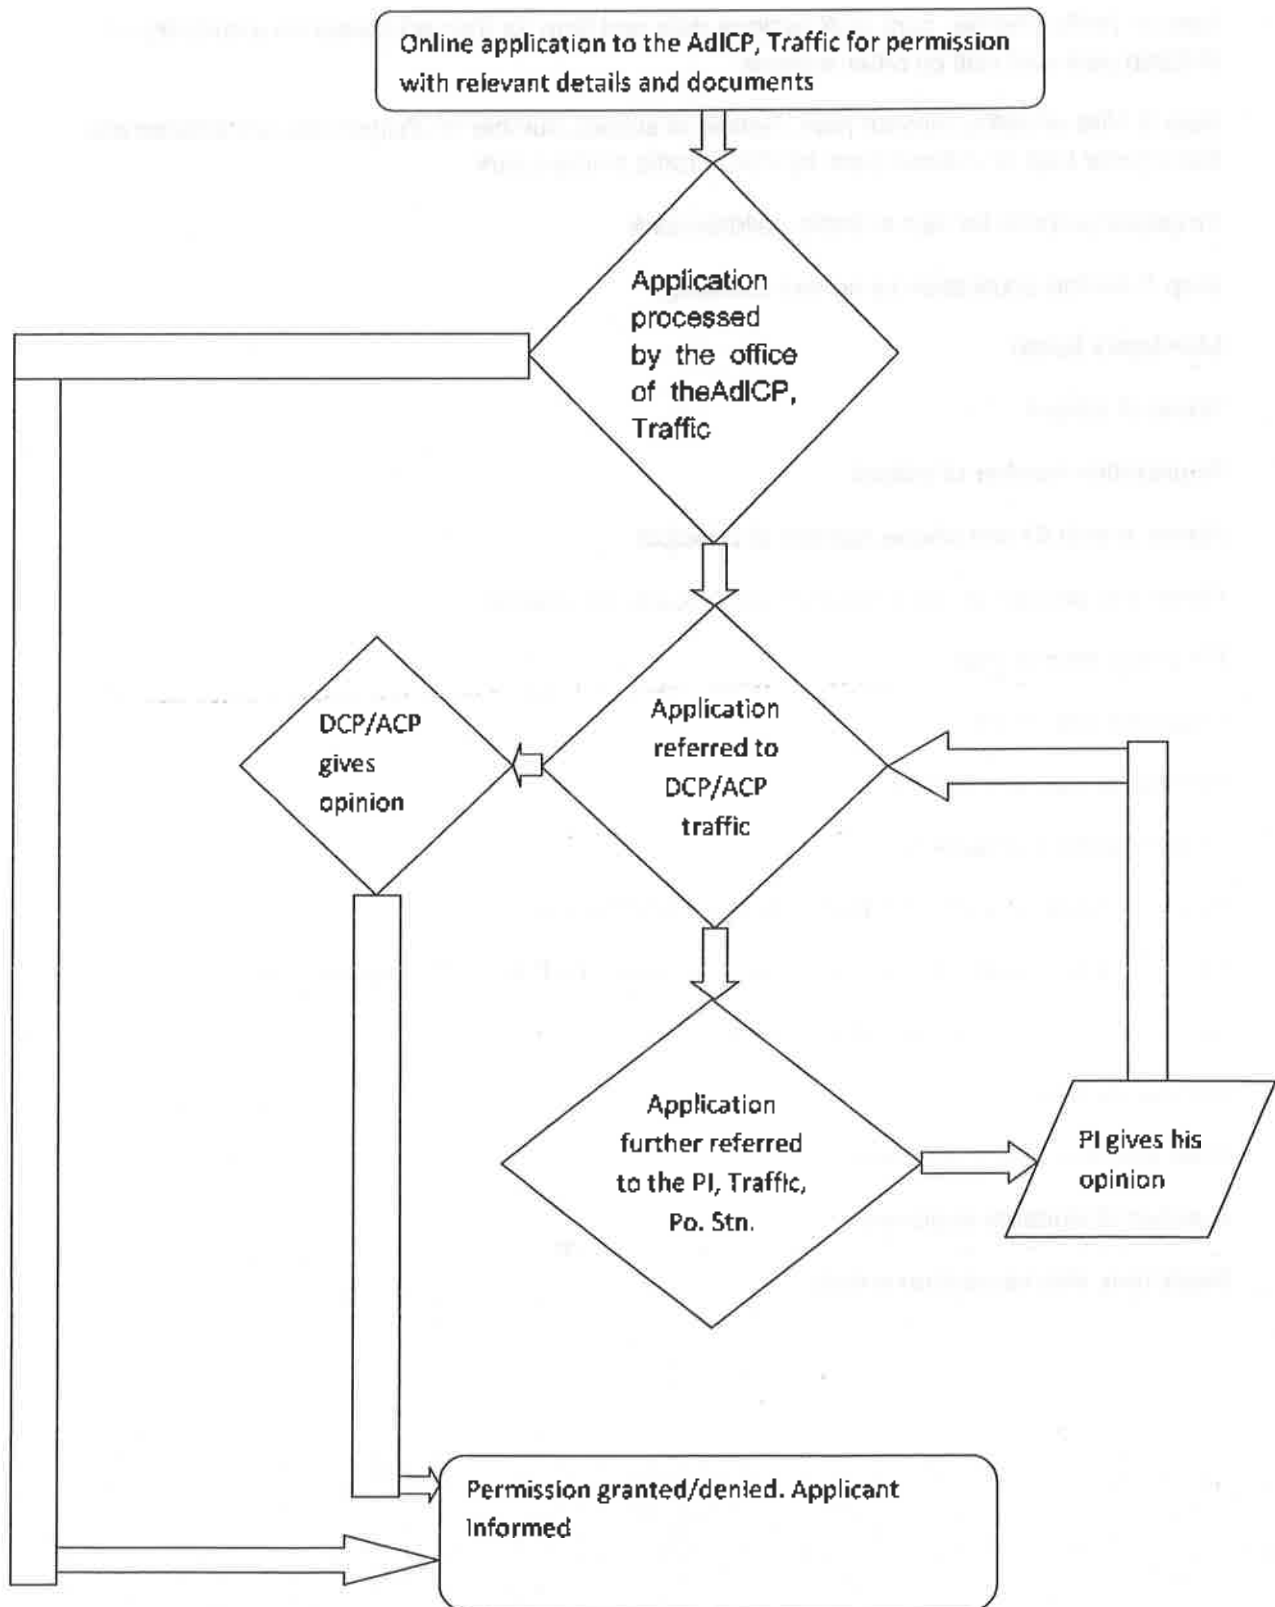 Online application to the AdlCP, Traffic for permission
with relevant details and documents
Application
processed
by the office
of theAdlCP,
Traffic
DCP/ACP
gives
opinion
Application
referred to
DCP/ACP
traffic
Application
further referred
to the PI, Traffic,
Po. Stn.
PI gives his
opinion
Permission granted/denied. Applicant
Informed